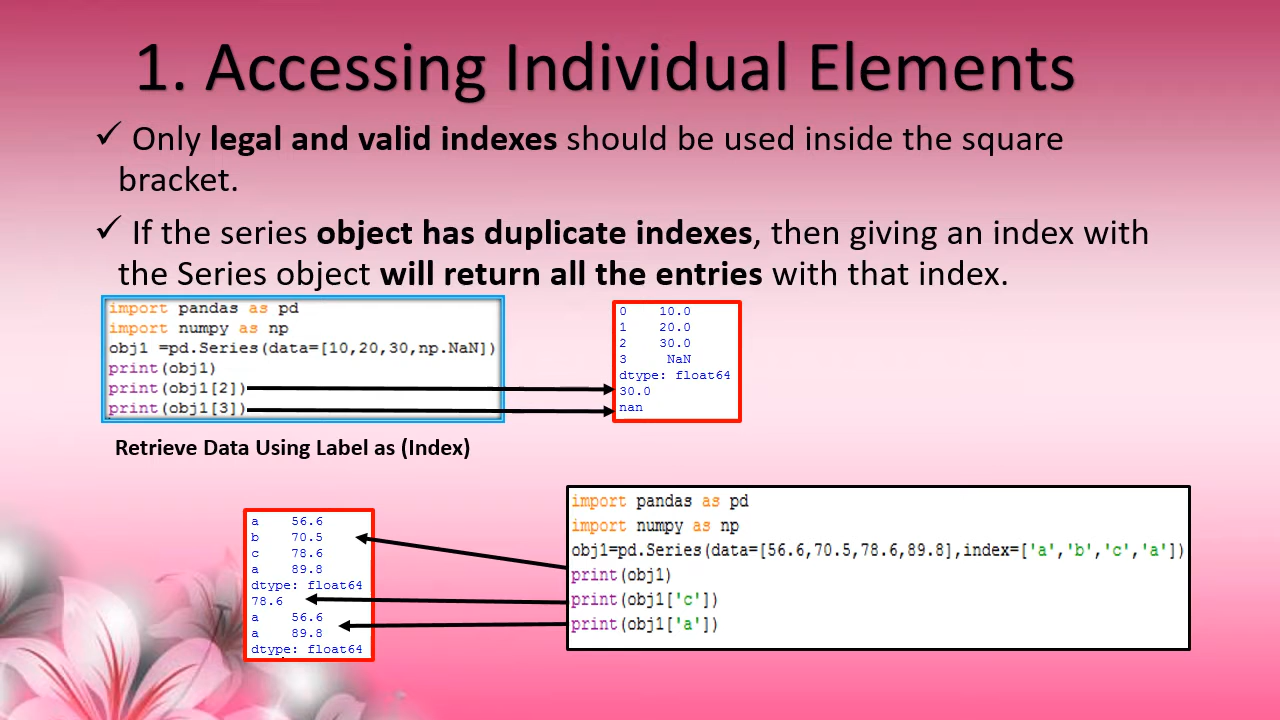 1. Accessing Individual Elements
✓ Only legal and valid indexes should be used inside the square
bracket.
✓ If the series object has duplicate indexes, then giving an index with
the Series object will return all the entries with that index.
import pandas as pd
import numpy as np
obj1 =pd.Series(data=[10,20,30,np.NaN])
print(obj1)
print(obj1[2])
print(obj1[3])
0 10.0
1 20.0
2 30.0
3 NaN
dtype: float64
30.0
nan
Retrieve Data Using Label as (Index)
a 56.6
b 70.5
c 78.6
a 89.8
dtype: float64
78.6
a 56.6
a 89.8
dtype: float64
import pandas as pd
import numpy as np
obj1=pd.Series(data=[56.6,70.5,78.6,89.8],index=['a','b','c','a'])
print(obj1)
print(obj1['c'])
print(obj1['a'])